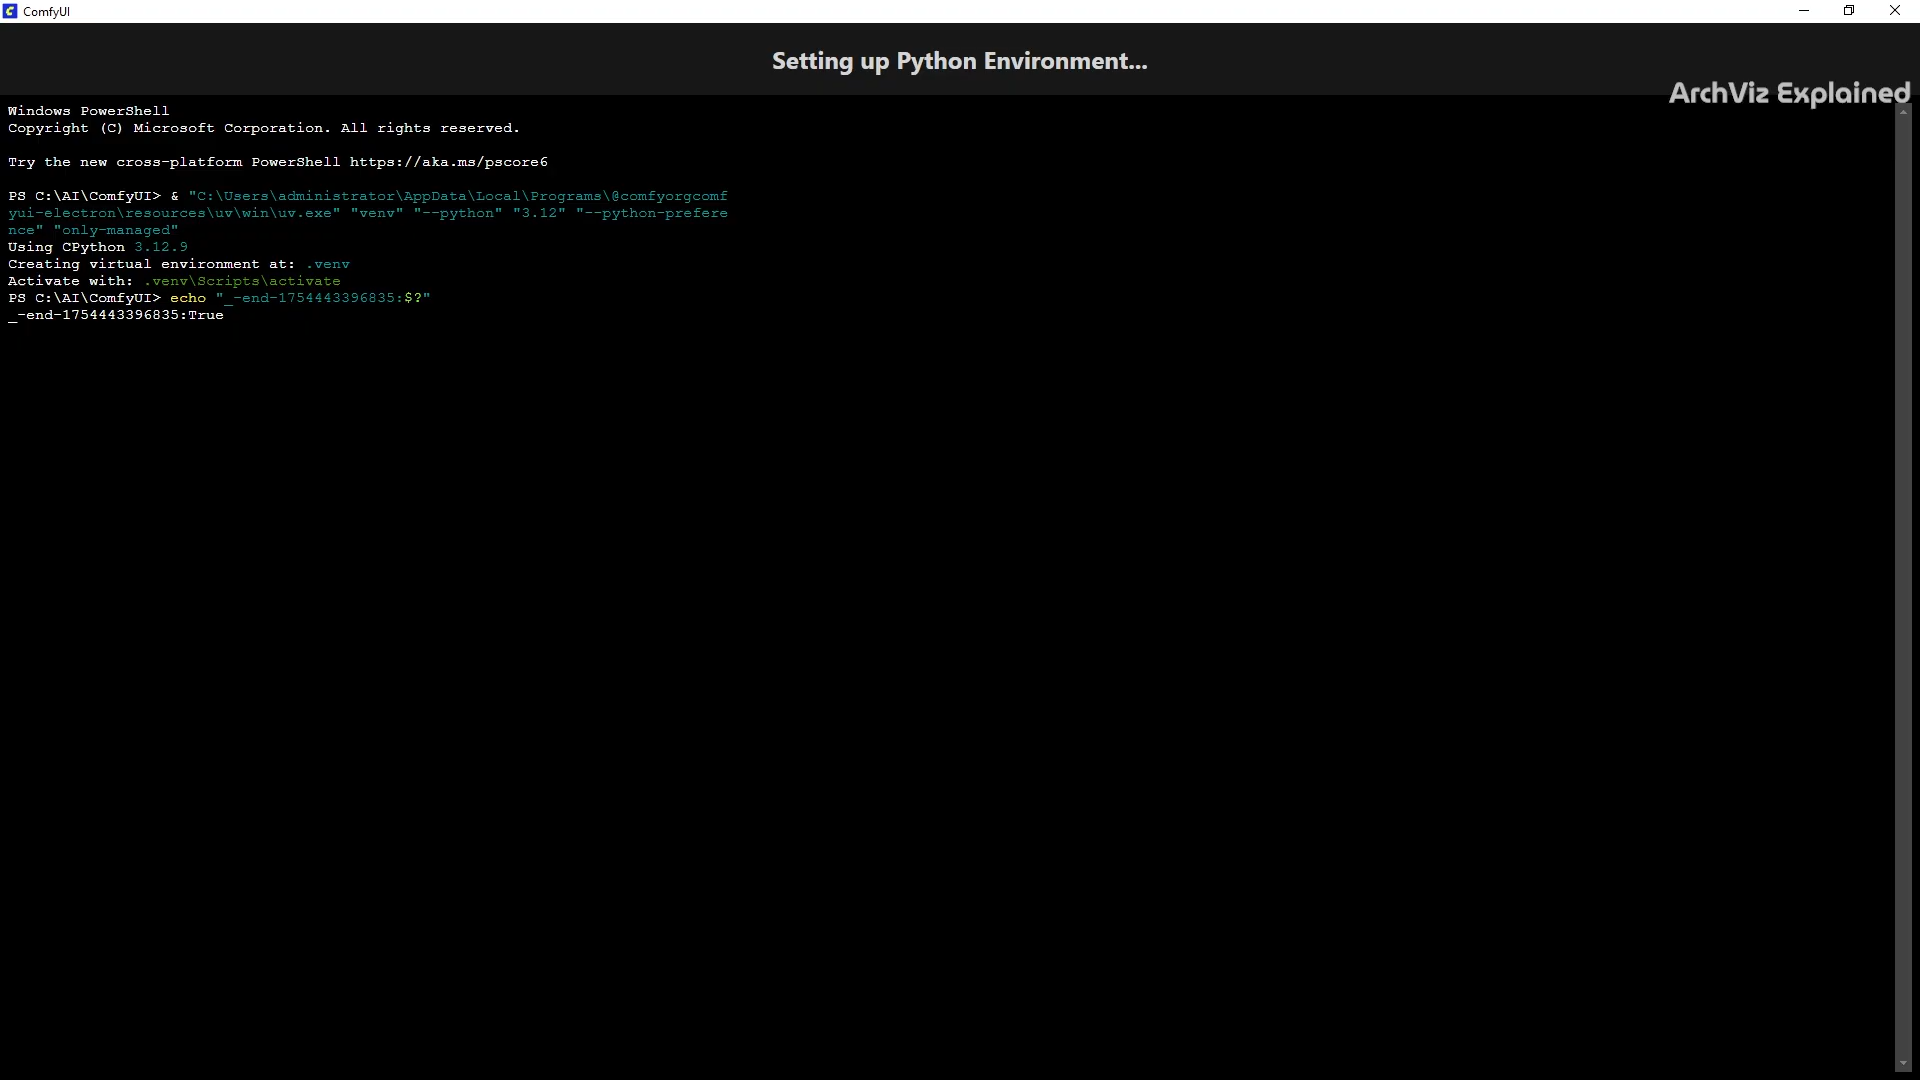 ComfyUI
Setting up Python Environment...
ArchViz Explained
Windows PowerShell
Copyright (C) Microsoft Corporation. All rights reserved.
Try the new cross-platform PowerShell https://aka.ms/pscore6
PS C:\AI\ComfyUI> & "C:\Users\administrator\AppData\Local\Programs\@comfyorgcomf
yui-electron\resources\uv\win\uv.exe" "venv" "--python" "3.12" "--python-prefere
nce" "only-managed"
Using CPython 3.12.9
Creating virtual environment at: .venv
Activate with: .venv\Scripts\activate
PS C:\AI\ComfyUI> echo "_-end-1754443396835:$?"
_-end-1754443396835:True